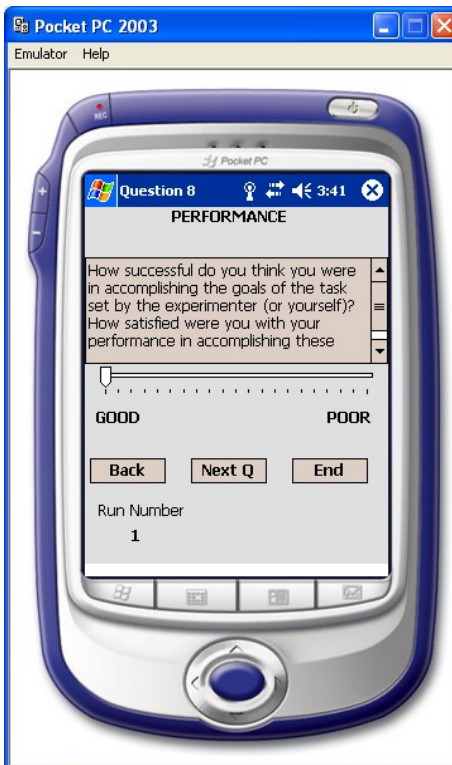 Pocket PC 2003
Emulator Help
REC
Pocket PC
Question 8 3:41
PERFORMANCE
How successful do you think you were
in accomplishing the goals of the task
set by the experimenter (or yourself)?
How satisfied were you with your
performance in accomplishing these
GOOD POOR
Back Next Q End
Run Number
1